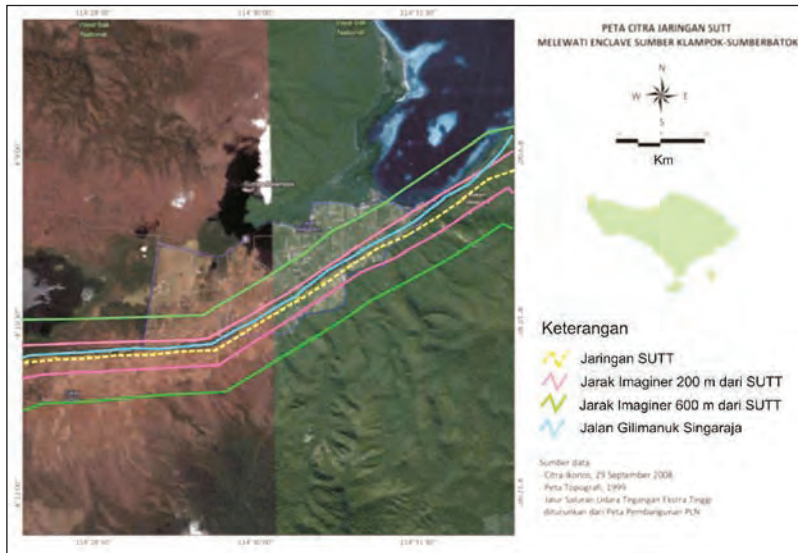 PETA CITRA JARINGAN SUTT
MELEWATI ENCLAVE SUMBER KLAMPOK-SUMBERBATOK
N
W E
S
Km
Keterangan
Jaringan SUTT
Jarak Imaginer 200 m dari SUTT
Jarak Imaginer 600 m dari SUTT
Jalan Gilimanuk Singaraja
Sumber data
- Citra Ikonos, 29 September 2008
- Peta Topografi, 1999
- Jalur Saluran Udara Tegangan Ekstra Tinggi
diturunkan dari Peta Pembangunan PLN